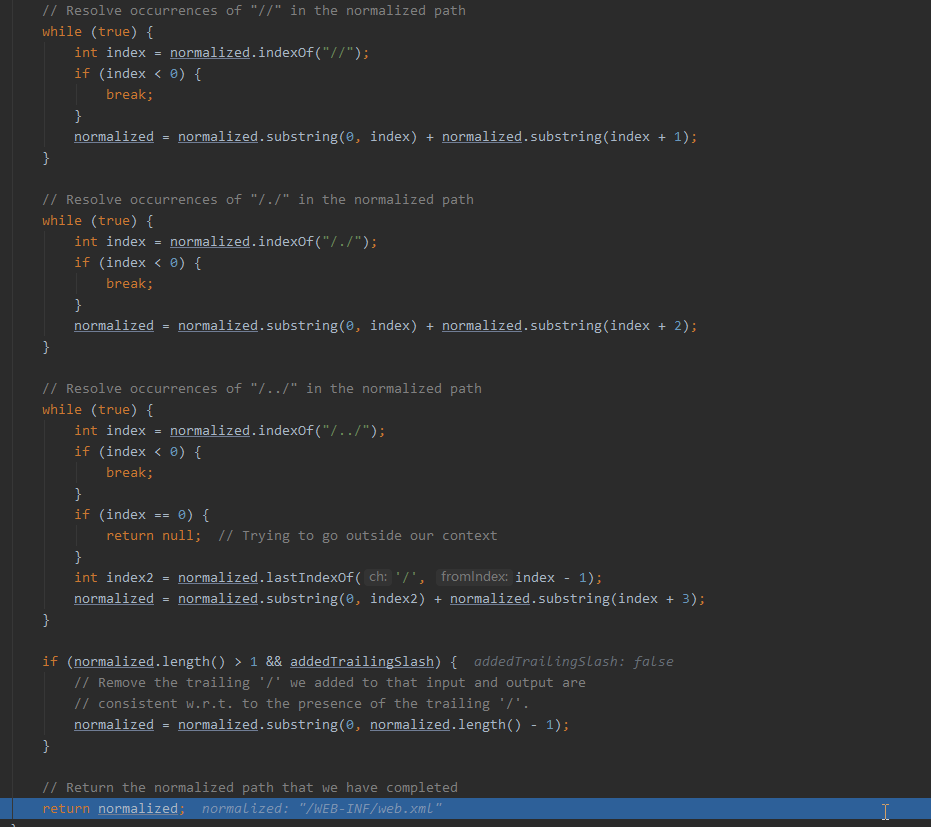 // Resolve occurrences of "//" in the normalized path
while (true) {
int index = normalized.indexOf("//");
if (index < 0) {
break;
}
normalized = normalized.substring(0, index) + normalized.substring(index + 1);
}
// Resolve occurrences of "/./" in the normalized path
while (true) {
int index = normalized.indexOf("/./");
if (index < 0) {
break;
}
normalized = normalized.substring(0, index) + normalized.substring(index + 2);
}
// Resolve occurrences of "/../" in the normalized path
while (true) {
int index = normalized.indexOf("/../");
if (index < 0) {
break;
}
if (index == 0) {
return null;  // Trying to go outside our context
}
int index2 = normalized.lastIndexOf( ch: '/', fromIndex: index - 1);
normalized = normalized.substring(0, index2) + normalized.substring(index + 3);
}
if (normalized.length() > 1 && addedTrailingSlash) {  addedTrailingSlash: false
// Remove the trailing '/' we added to that input and output are
// consistent w.r.t. to the presence of the trailing '/'.
normalized = normalized.substring(0, normalized.length() - 1);
}
// Return the normalized path that we have completed
return normalized;  normalized: "/WEB-INF/web.xml"